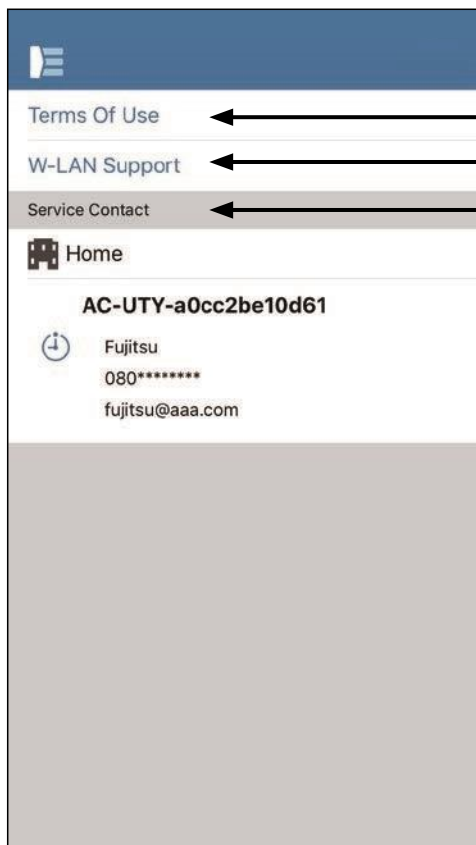 Terms Of Use
W-LAN Support
Service Contact
Home
AC-UTY-a0cc2be10d61
Fujitsu
080********
fujitsu@aaa.com